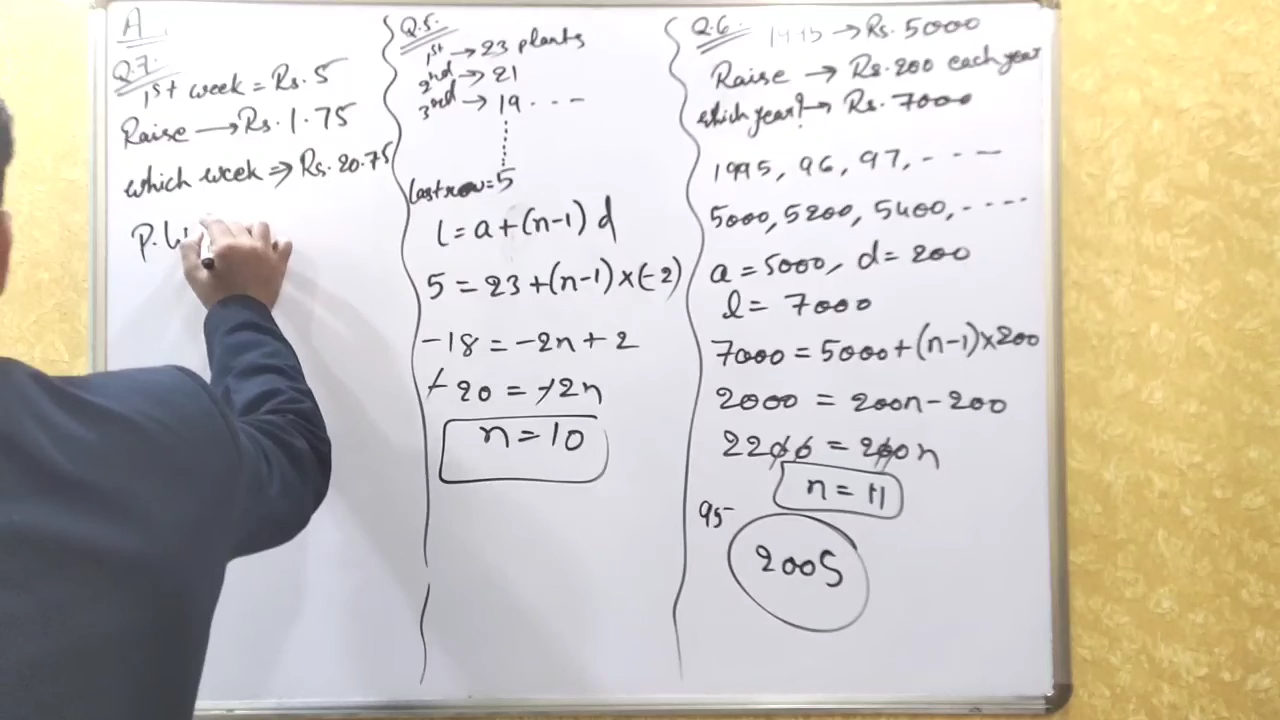 A
Q.7.
1st week = Rs. 5
Raise → Rs. 1.75
which week ⇒ Rs. 20.75
P.
Q.5.
1st → 23 plants
2nd → 21
3rd → 19 - - -
last row = 5
l = a + (n-1) d
5 = 23 + (n-1) × (-2)
-18 = -2n + 2
-20 = -2n
n = 10
Q.6.
→ Rs. 5000
Raise → Rs. 200 each year
which year? → Rs. 7000
1995, 96, 97, - - - -
5000, 5200, 5400, - - - -
a = 5000, d = 200
l = 7000
7000 = 5000 + (n-1) × 200
2000 = 200n - 200
2200 = 200n
n = 11
95-
2005